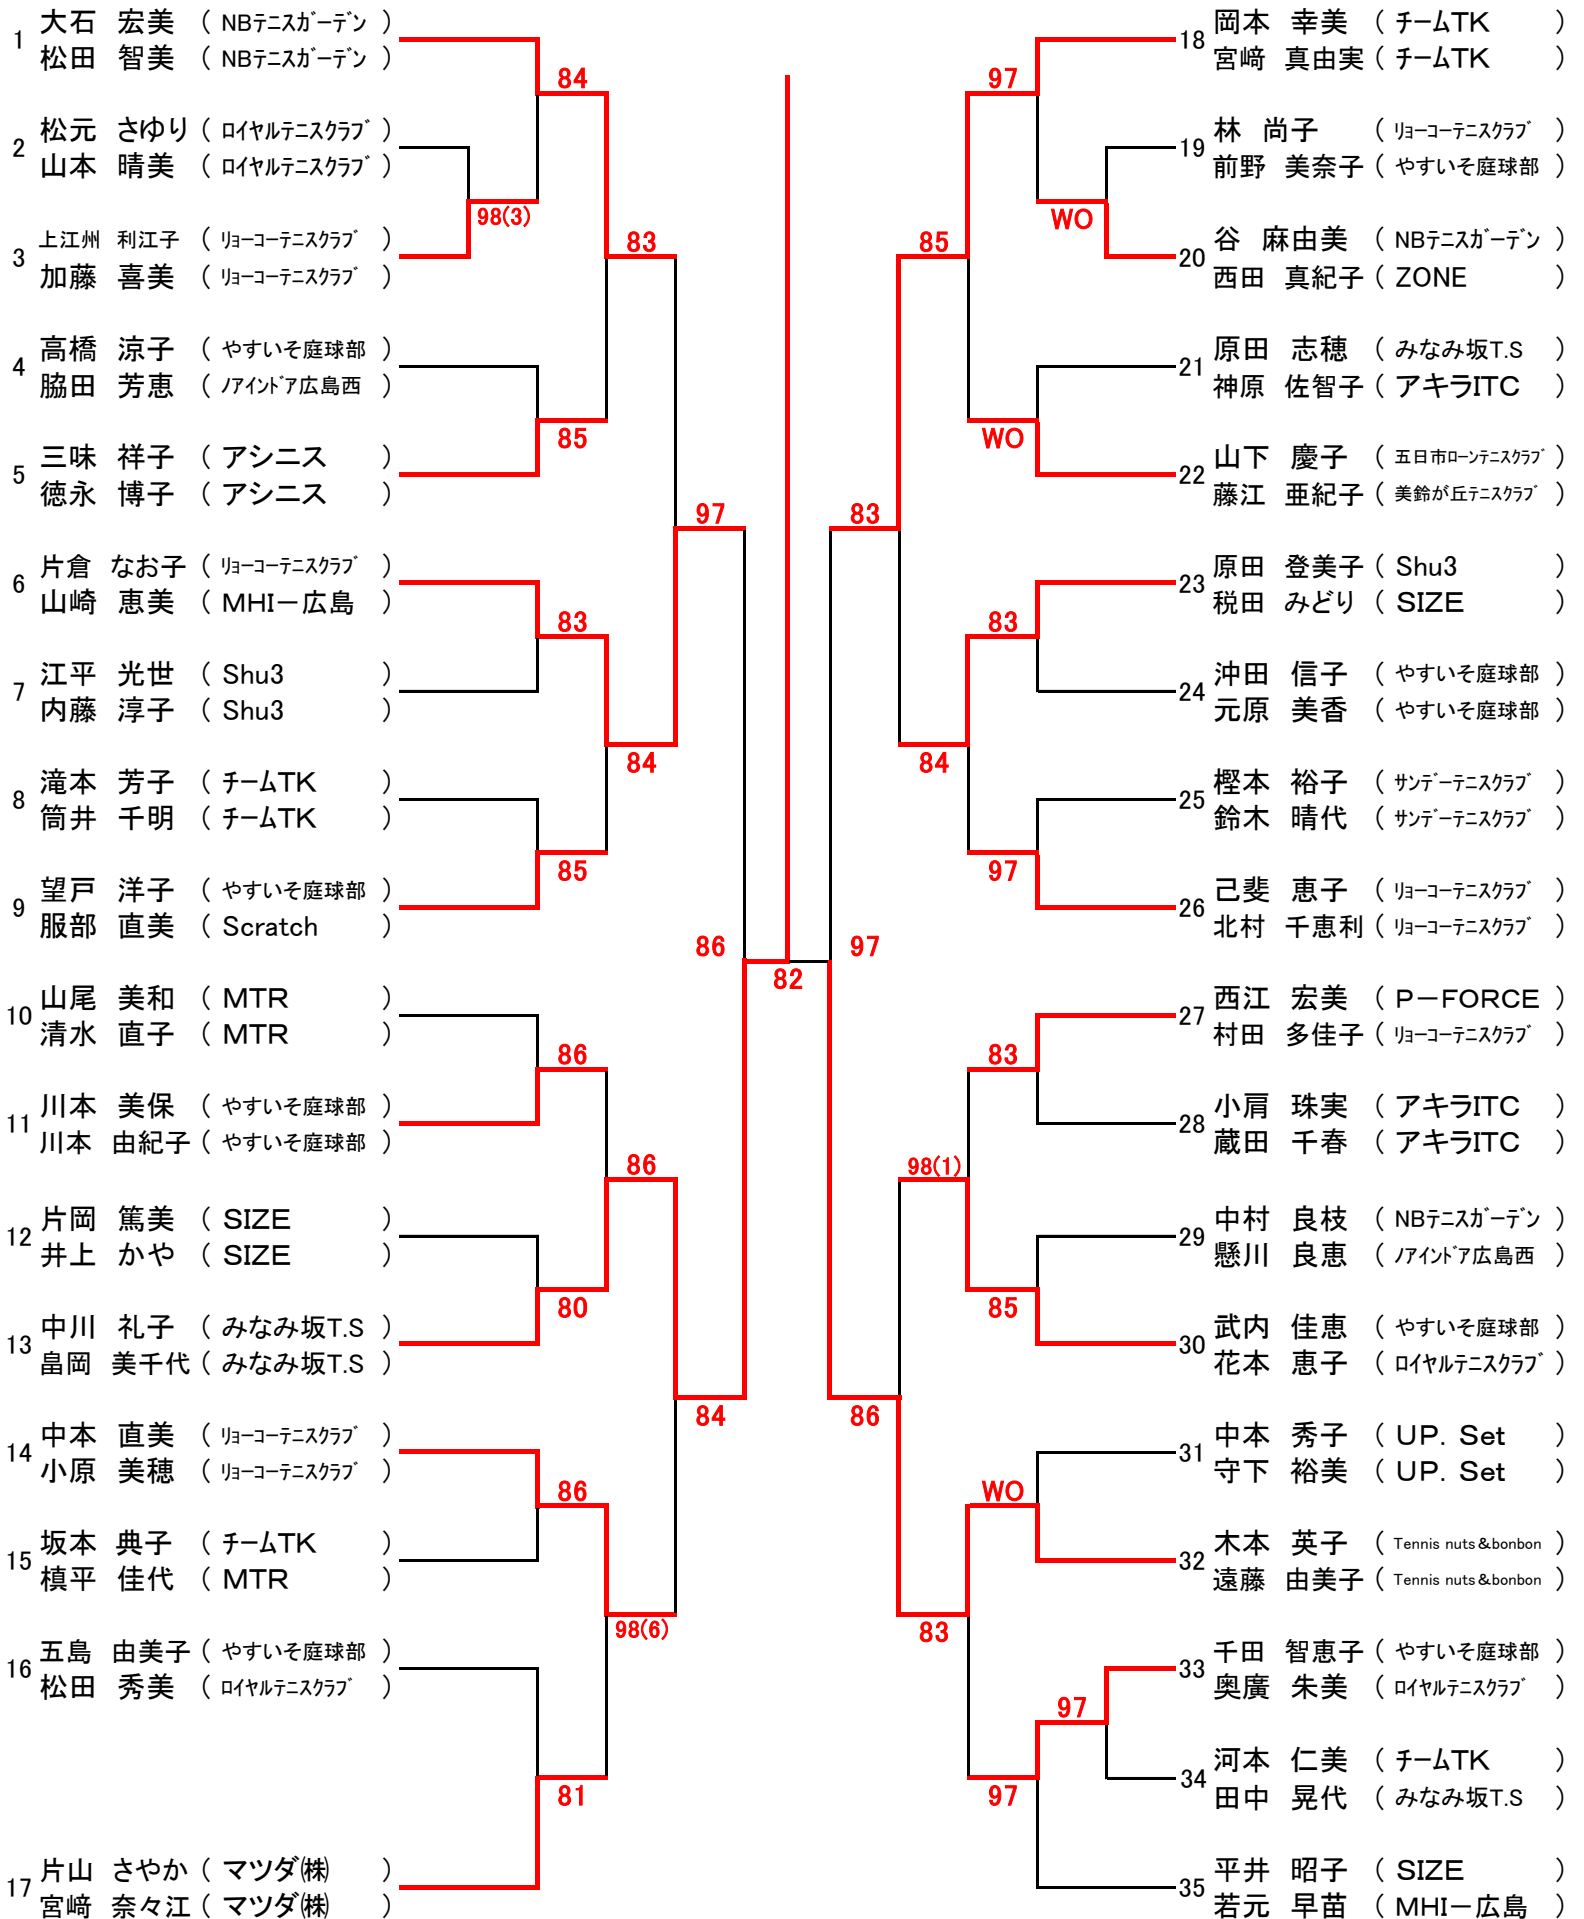 1 大石 宏美 ( NBテニスガーデン )
松田 智美 ( NBテニスガーデン )
84
2 松元 さゆり ( ロイヤルテニスクラブ )
山本 晴美 ( ロイヤルテニスクラブ )
98(3)
3 上江州 利江子 ( リョーコーテニスクラブ )
加藤 喜美 ( リョーコーテニスクラブ )
83
4 高橋 涼子 ( やすいそ庭球部 )
脇田 芳恵 ( ノアインドア広島西 )
85
5 三味 祥子 ( アシニス )
徳永 博子 ( アシニス )
97
6 片倉 なお子 ( リョーコーテニスクラブ )
山崎 恵美 ( MHI－広島 )
83
7 江平 光世 ( Shu3 )
内藤 淳子 ( Shu3 )
84
8 滝本 芳子 ( チームTK )
筒井 千明 ( チームTK )
85
9 望戸 洋子 ( やすいそ庭球部 )
服部 直美 ( Scratch )
86
82
10 山尾 美和 ( MTR )
清水 直子 ( MTR )
86
11 川本 美保 ( やすいそ庭球部 )
川本 由紀子 ( やすいそ庭球部 )
86
12 片岡 篤美 ( SIZE )
井上 かや ( SIZE )
80
13 中川 礼子 ( みなみ坂T.S )
畠岡 美千代 ( みなみ坂T.S )
84
14 中本 直美 ( リョーコーテニスクラブ )
小原 美穂 ( リョーコーテニスクラブ )
86
15 坂本 典子 ( チームTK )
槙平 佳代 ( MTR )
98(6)
16 五島 由美子 ( やすいそ庭球部 )
松田 秀美 ( ロイヤルテニスクラブ )
81
17 片山 さやか ( マツダ㈱ )
宮﨑 奈々江 ( マツダ㈱ )
18 岡本 幸美 ( チームTK )
宮﨑 真由実 ( チームTK )
97
19 林 尚子 ( リョーコーテニスクラブ )
前野 美奈子 ( やすいそ庭球部 )
WO
20 谷 麻由美 ( NBテニスガーデン )
西田 真紀子 ( ZONE )
85
21 原田 志穂 ( みなみ坂T.S )
神原 佐智子 ( アキラITC )
WO
22 山下 慶子 ( 五日市ローンテニスクラブ )
藤江 亜紀子 ( 美鈴が丘テニスクラブ )
83
23 原田 登美子 ( Shu3 )
税田 みどり ( SIZE )
83
24 沖田 信子 ( やすいそ庭球部 )
元原 美香 ( やすいそ庭球部 )
84
25 樫本 裕子 ( サンデーテニスクラブ )
鈴木 晴代 ( サンデーテニスクラブ )
97
26 己斐 恵子 ( リョーコーテニスクラブ )
北村 千恵利 ( リョーコーテニスクラブ )
97
27 西江 宏美 ( P－FORCE )
村田 多佳子 ( リョーコーテニスクラブ )
83
28 小肩 珠実 ( アキラITC )
蔵田 千春 ( アキラITC )
98(1)
29 中村 良枝 ( NBテニスガーデン )
懸川 良恵 ( ノアインドア広島西 )
85
30 武内 佳恵 ( やすいそ庭球部 )
花本 恵子 ( ロイヤルテニスクラブ )
86
31 中本 秀子 ( UP. Set )
守下 裕美 ( UP. Set )
WO
32 木本 英子 ( Tennis nuts＆bonbon )
遠藤 由美子 ( Tennis nuts＆bonbon )
83
33 千田 智恵子 ( やすいそ庭球部 )
奥廣 朱美 ( ロイヤルテニスクラブ )
97
34 河本 仁美 ( チームTK )
田中 晃代 ( みなみ坂T.S )
97
35 平井 昭子 ( SIZE )
若元 早苗 ( MHI－広島 )